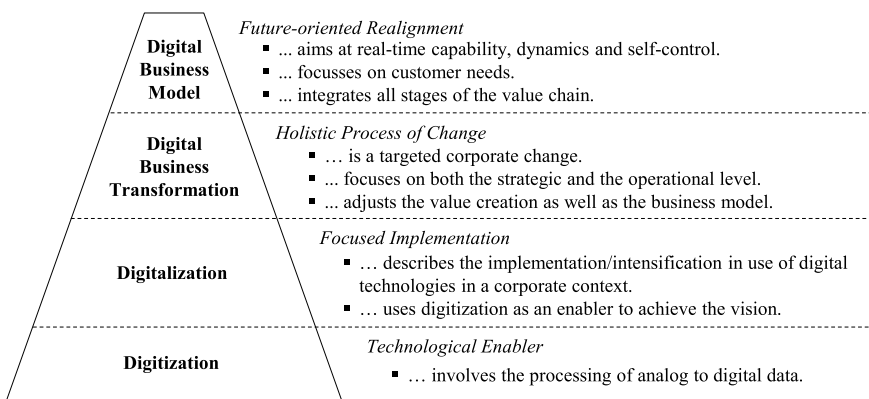 Digital
Business
Model
Future-oriented Realignment
▪ ... aims at real-time capability, dynamics and self-control.
▪ ... focusses on customer needs.
▪ ... integrates all stages of the value chain.
Digital
Business
Transformation
Holistic Process of Change
▪ … is a targeted corporate change.
▪ ... focuses on both the strategic and the operational level.
▪ ... adjusts the value creation as well as the business model.
Digitalization
Focused Implementation
▪ … describes the implementation/intensification in use of digital
technologies in a corporate context.
▪ … uses digitization as an enabler to achieve the vision.
Digitization
Technological Enabler
▪ … involves the processing of analog to digital data.